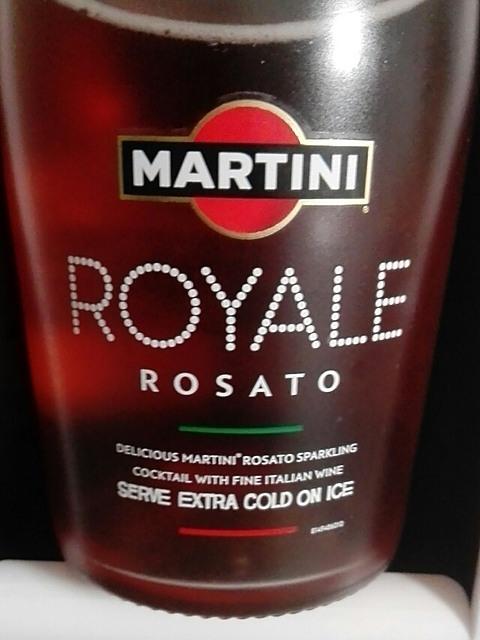 MARTINI
ROYALE
ROSATO
DELICIOUS MARTINI® ROSATO SPARKLING
COCKTAIL WITH FINE ITALIAN WINE
SERVE EXTRA COLD ON ICE